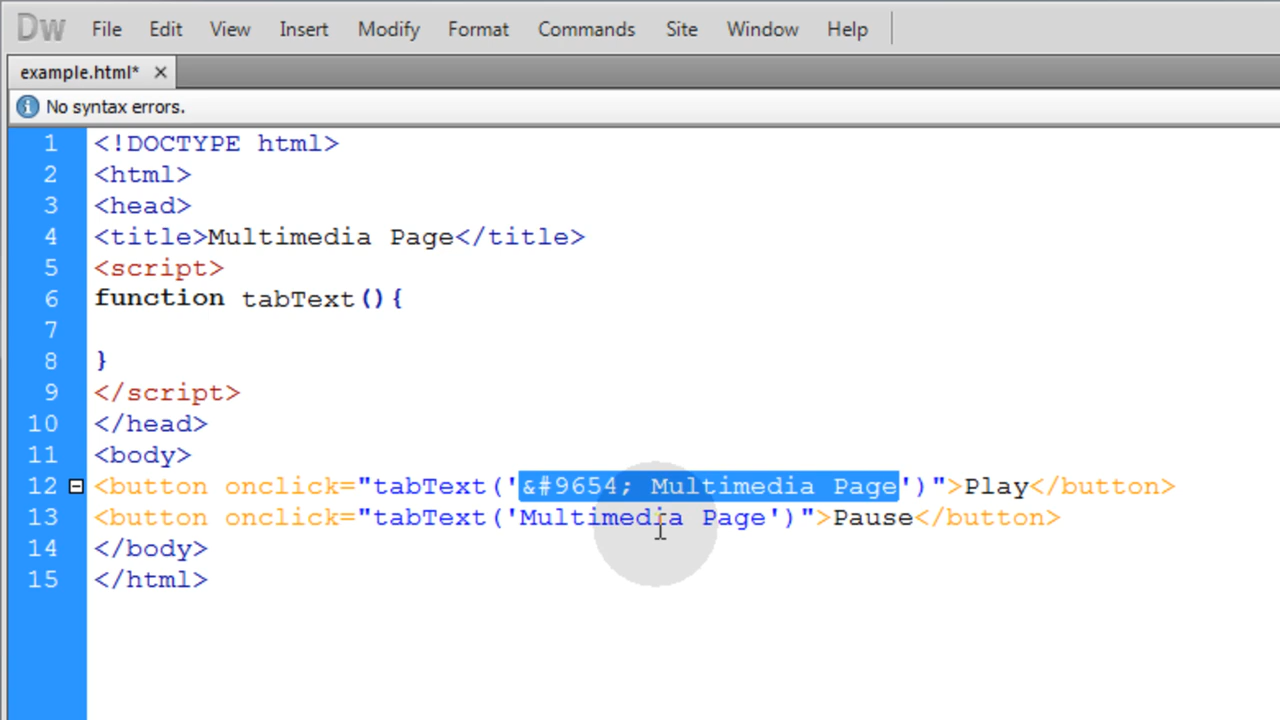 Dw File Edit View Insert Modify Format Commands Site Window Help
example.html* ×
No syntax errors.
1 <!DOCTYPE html>
2 <html>
3 <head>
4 <title>Multimedia Page</title>
5 <script>
6 function tabText(){
7
8 }
9 </script>
10 </head>
11 <body>
12 <button onclick="tabText('&#9654; Multimedia Page')">Play</button>
13 <button onclick="tabText('Multimedia Page')">Pause</button>
14 </body>
15 </html>